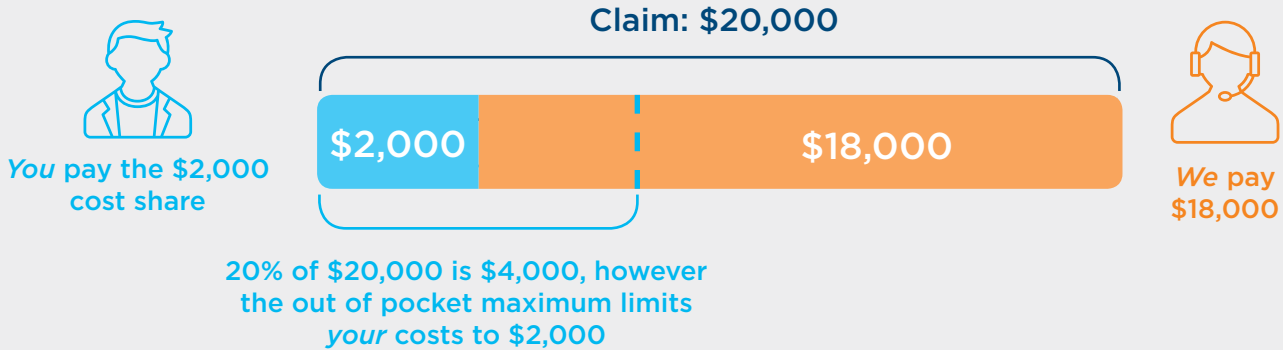 Claim: $20,000
$2,000
$18,000
You pay the $2,000
cost share
We pay
$18,000
20% of $20,000 is $4,000, however
the out of pocket maximum limits
your costs to $2,000